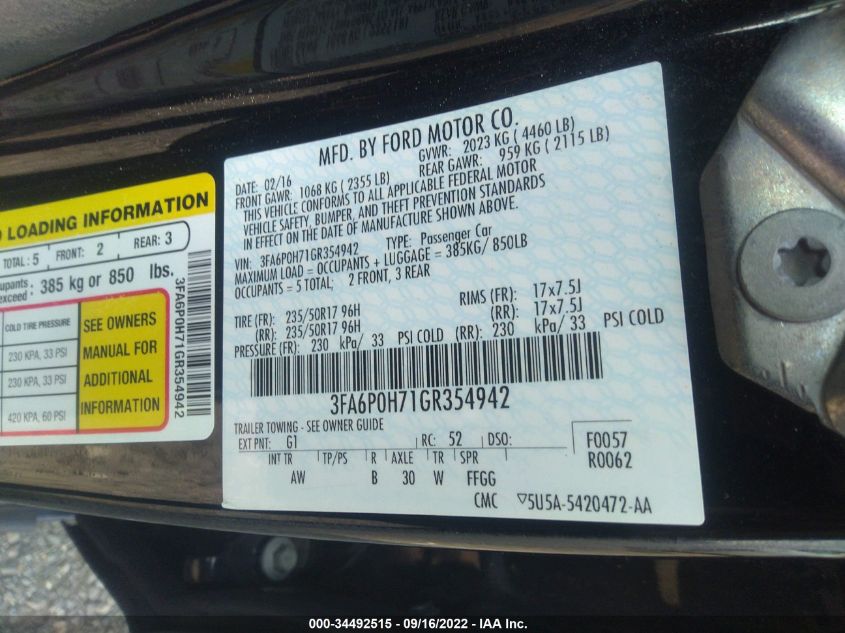 O LOADING INFORMATION
TOTAL: 5 FRONT: 2 REAR: 3
upants
exceed: 385 kg or 850 lbs.
COLD TIRE PRESSURE
230 KPA, 33 PSI
230 KPA, 33 PSI
420 KPA, 60 PSI
SEE OWNERS
MANUAL FOR
ADDITIONAL
INFORMATION
3FA6P0H71GR354942
MFD. BY FORD MOTOR CO.
DATE: 02/16 GVWR: 2023 KG ( 4460 LB)
FRONT GAWR: 1068 KG ( 2355 LB) REAR GAWR: 959 KG ( 2115 LB)
THIS VEHICLE CONFORMS TO ALL APPLICABLE FEDERAL MOTOR
VEHICLE SAFETY, BUMPER, AND THEFT PREVENTION STANDARDS
IN EFFECT ON THE DATE OF MANUFACTURE SHOWN ABOVE.
VIN: 3FA6P0H71GR354942 TYPE: Passenger Car
MAXIMUM LOAD = OCCUPANTS + LUGGAGE = 385KG/ 850LB
OCCUPANTS = 5 TOTAL; 2 FRONT, 3 REAR
TIRE (FR): 235/50R17 96H RIMS (FR): 17x7.5J
(RR): 235/50R17 96H (RR): 17x7.5J
PRESSURE (FR): 230 kPa/ 33 PSI COLD (RR): 230 kPa/ 33 PSI COLD
3FA6P0H71GR354942
TRAILER TOWING - SEE OWNER GUIDE
EXT PNT: G1 RC: 52 DSO: F0057
R0062
INT TR TP/PS R AXLE TR SPR
AW B 30 W FFGG
CMC ▽5U5A-5420472-AA
000-34492515 - 09/16/2022 - IAA Inc.